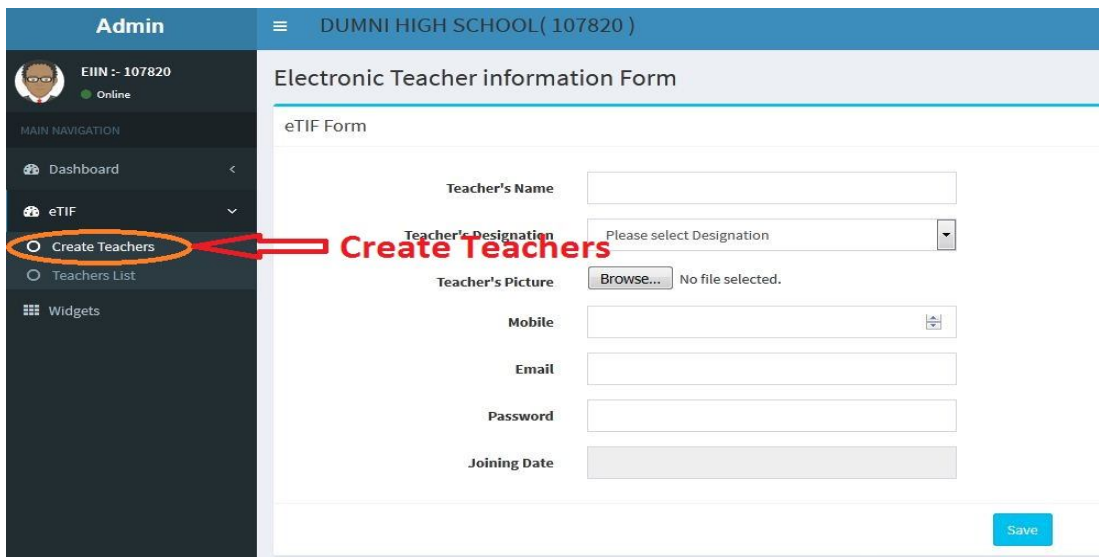 Admin
DUMNI HIGH SCHOOL( 107820 )
EIIN :- 107820
Online
MAIN NAVIGATION
Dashboard
eTIF
Create Teachers
Teachers List
Widgets
Electronic Teacher information Form
eTIF Form
Teacher's Name
Teacher's Designation
Please select Designation
Create Teachers
Teacher's Picture
Browse... No file selected.
Mobile
Email
Password
Joining Date
Save